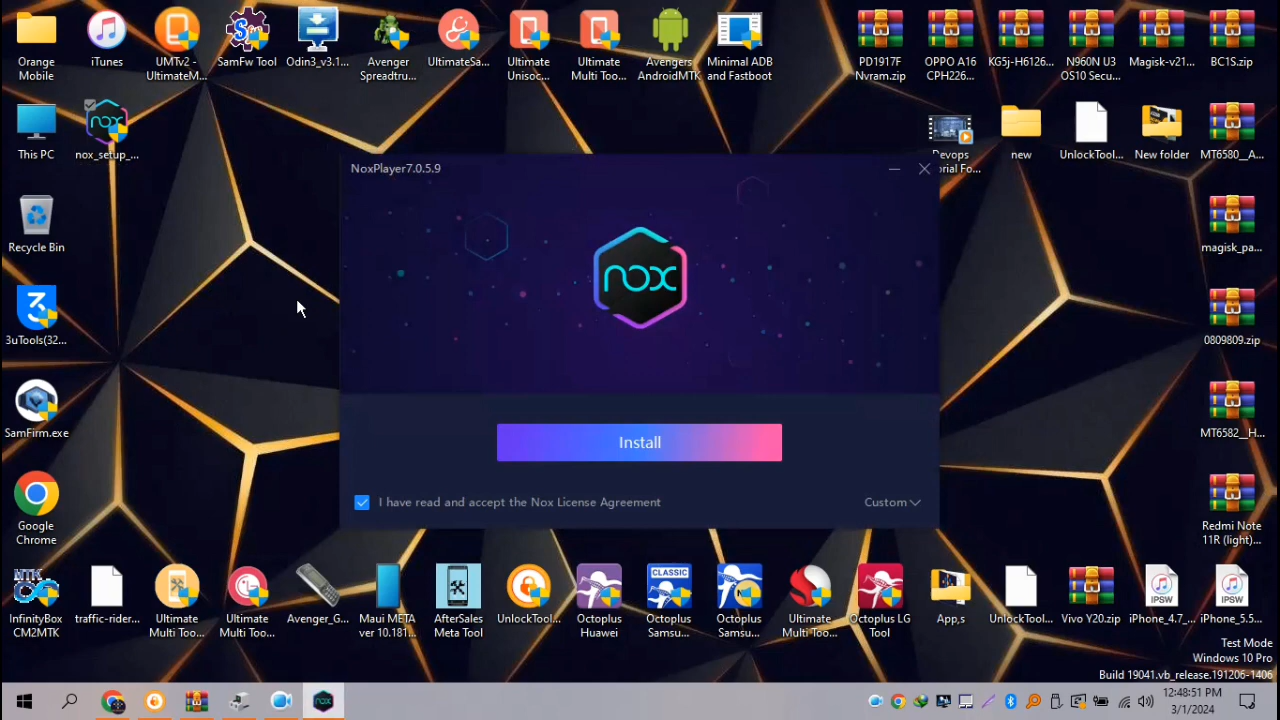 Orange
Mobile
iTunes
UMTv2 -
UltimateM...
SamFw Tool
Odin3_v3.1...
Avenger
Spreadtru...
UltimateSa...
Ultimate
Unisoc...
Ultimate
Multi Too...
Avengers
AndroidMTK
Minimal ADB
and Fastboot
PD1917F
Nvram.zip
OPPO A16
CPH226...
KG5j-H6126...
N960N U3
OS10 Secu...
Magisk-v21...
BC1S.zip
This PC
nox
nox_setup_...
Devops
orial Fo...
new
UnlockTool...
New folder
MT6580__A...
NoxPlayer7.0.5.9
nox
Install
I have read and accept the Nox License Agreement
Custom
Recycle Bin
magisk_pa...
3uTools(32...
0809809.zip
SamFirm.exe
MT6582__H...
Google
Chrome
Redmi Note
11R (light)...
MTK
InfinityBox
CM2MTK
traffic-rider...
Ultimate
Multi Too...
Ultimate
Multi Too...
Avenger_G...
Maui META
ver 10.181...
AfterSales
Meta Tool
UnlockTool...
Octoplus
Huawei
CLASSIC
Octoplus
Samsu...
Octoplus
Samsu...
Ultimate
Multi Too...
Octoplus LG
Tool
App,s
UnlockTool...
Vivo Y20.zip
IPSW
iPhone_4.7_...
IPSW
iPhone_5.5...
Test Mode
Windows 10 Pro
Build 19041.vb_release.191206-1406
nox
12:48:51 PM
3/1/2024